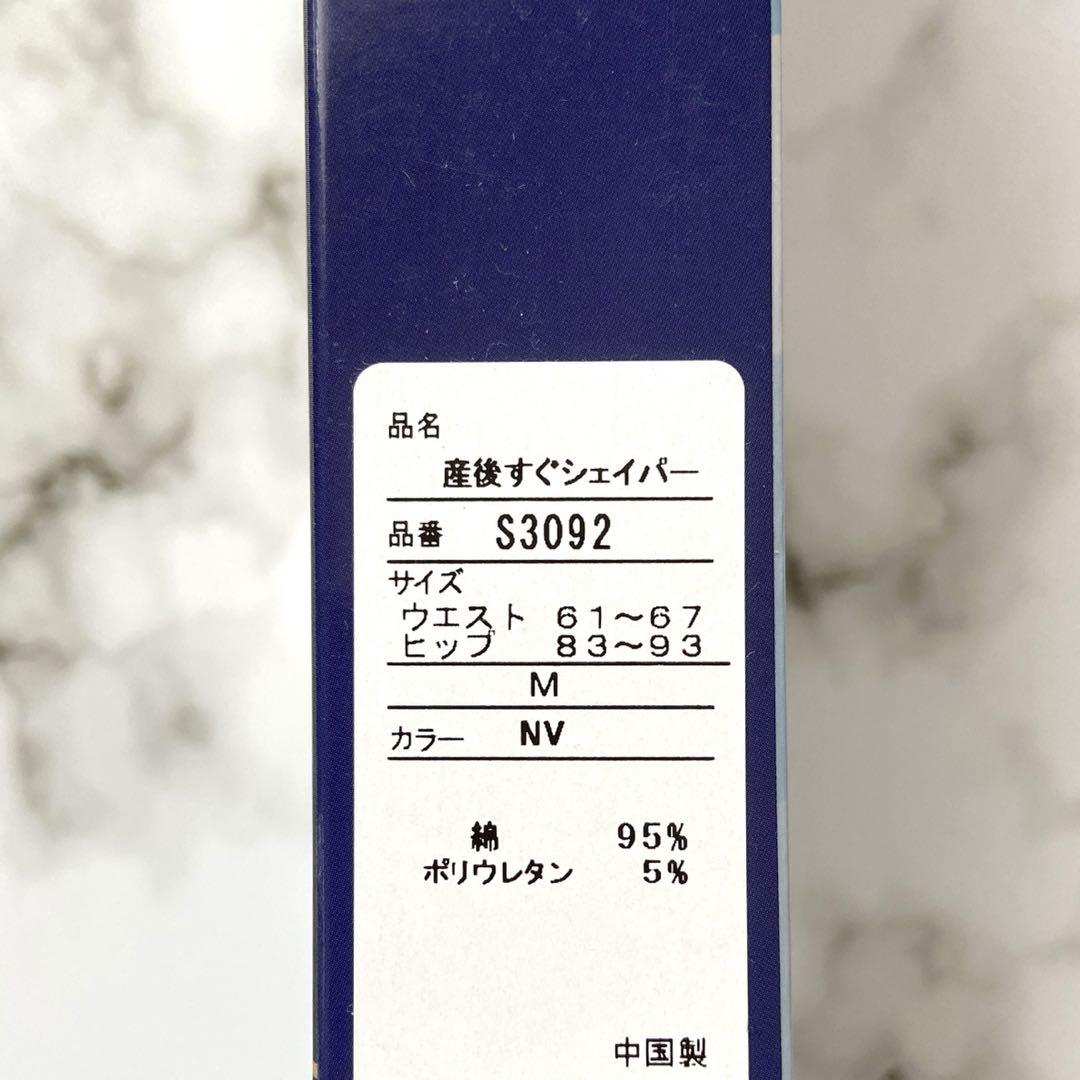 品名
産後すぐシェイパー
品番 S3092
サイズ
ウエスト 61～67
ヒップ 83～93
M
カラー NV
綿 95%
ポリウレタン 5%
中国製